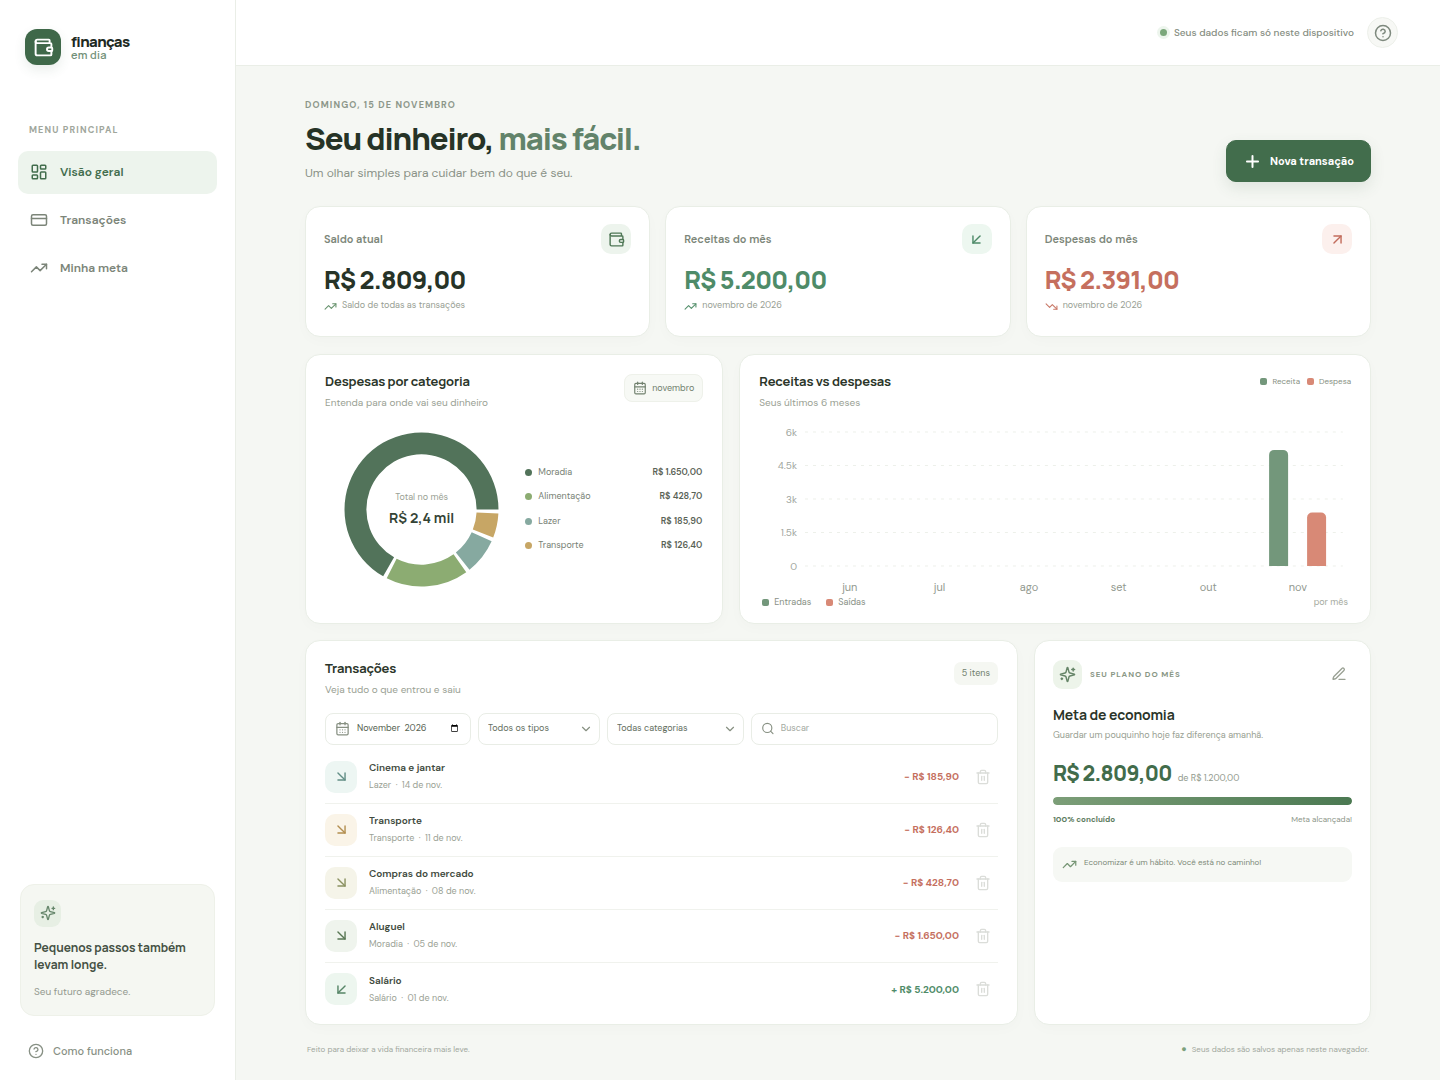 finanças
em dia
Seus dados ficam só neste dispositivo
MENU PRINCIPAL
Visão geral
Transações
Minha meta
Pequenos passos também
levam longe.
Seu futuro agradece.
Como funciona
DOMINGO, 15 DE NOVEMBRO
Seu dinheiro, mais fácil.
Um olhar simples para cuidar bem do que é seu.
Nova transação
Saldo atual
R$ 2.809,00
Saldo de todas as transações
Receitas do mês
R$ 5.200,00
novembro de 2026
Despesas do mês
R$ 2.391,00
novembro de 2026
Despesas por categoria
Entenda para onde vai seu dinheiro
novembro
Total no mês
R$ 2,4 mil
Moradia R$ 1.650,00
Alimentação R$ 428,70
Lazer R$ 185,90
Transporte R$ 126,40
Receitas vs despesas
Seus últimos 6 meses
Receita Despesa
6k
4.5k
3k
1.5k
0
jun jul ago set out nov
Entradas Saídas por mês
Transações
Veja tudo o que entrou e saiu
5 itens
November 2026 Todos os tipos Todas categorias Buscar
Cinema e jantar
Lazer · 14 de nov.
− R$ 185,90
Transporte
Transporte · 11 de nov.
− R$ 126,40
Compras do mercado
Alimentação · 08 de nov.
− R$ 428,70
Aluguel
Moradia · 05 de nov.
− R$ 1.650,00
Salário
Salário · 01 de nov.
+ R$ 5.200,00
SEU PLANO DO MÊS
Meta de economia
Guardar um pouquinho hoje faz diferença amanhã.
R$ 2.809,00 de R$ 1.200,00
100% concluído Meta alcançada!
Economizar é um hábito. Você está no caminho!
Feito para deixar a vida financeira mais leve.
Seus dados são salvos apenas neste navegador.